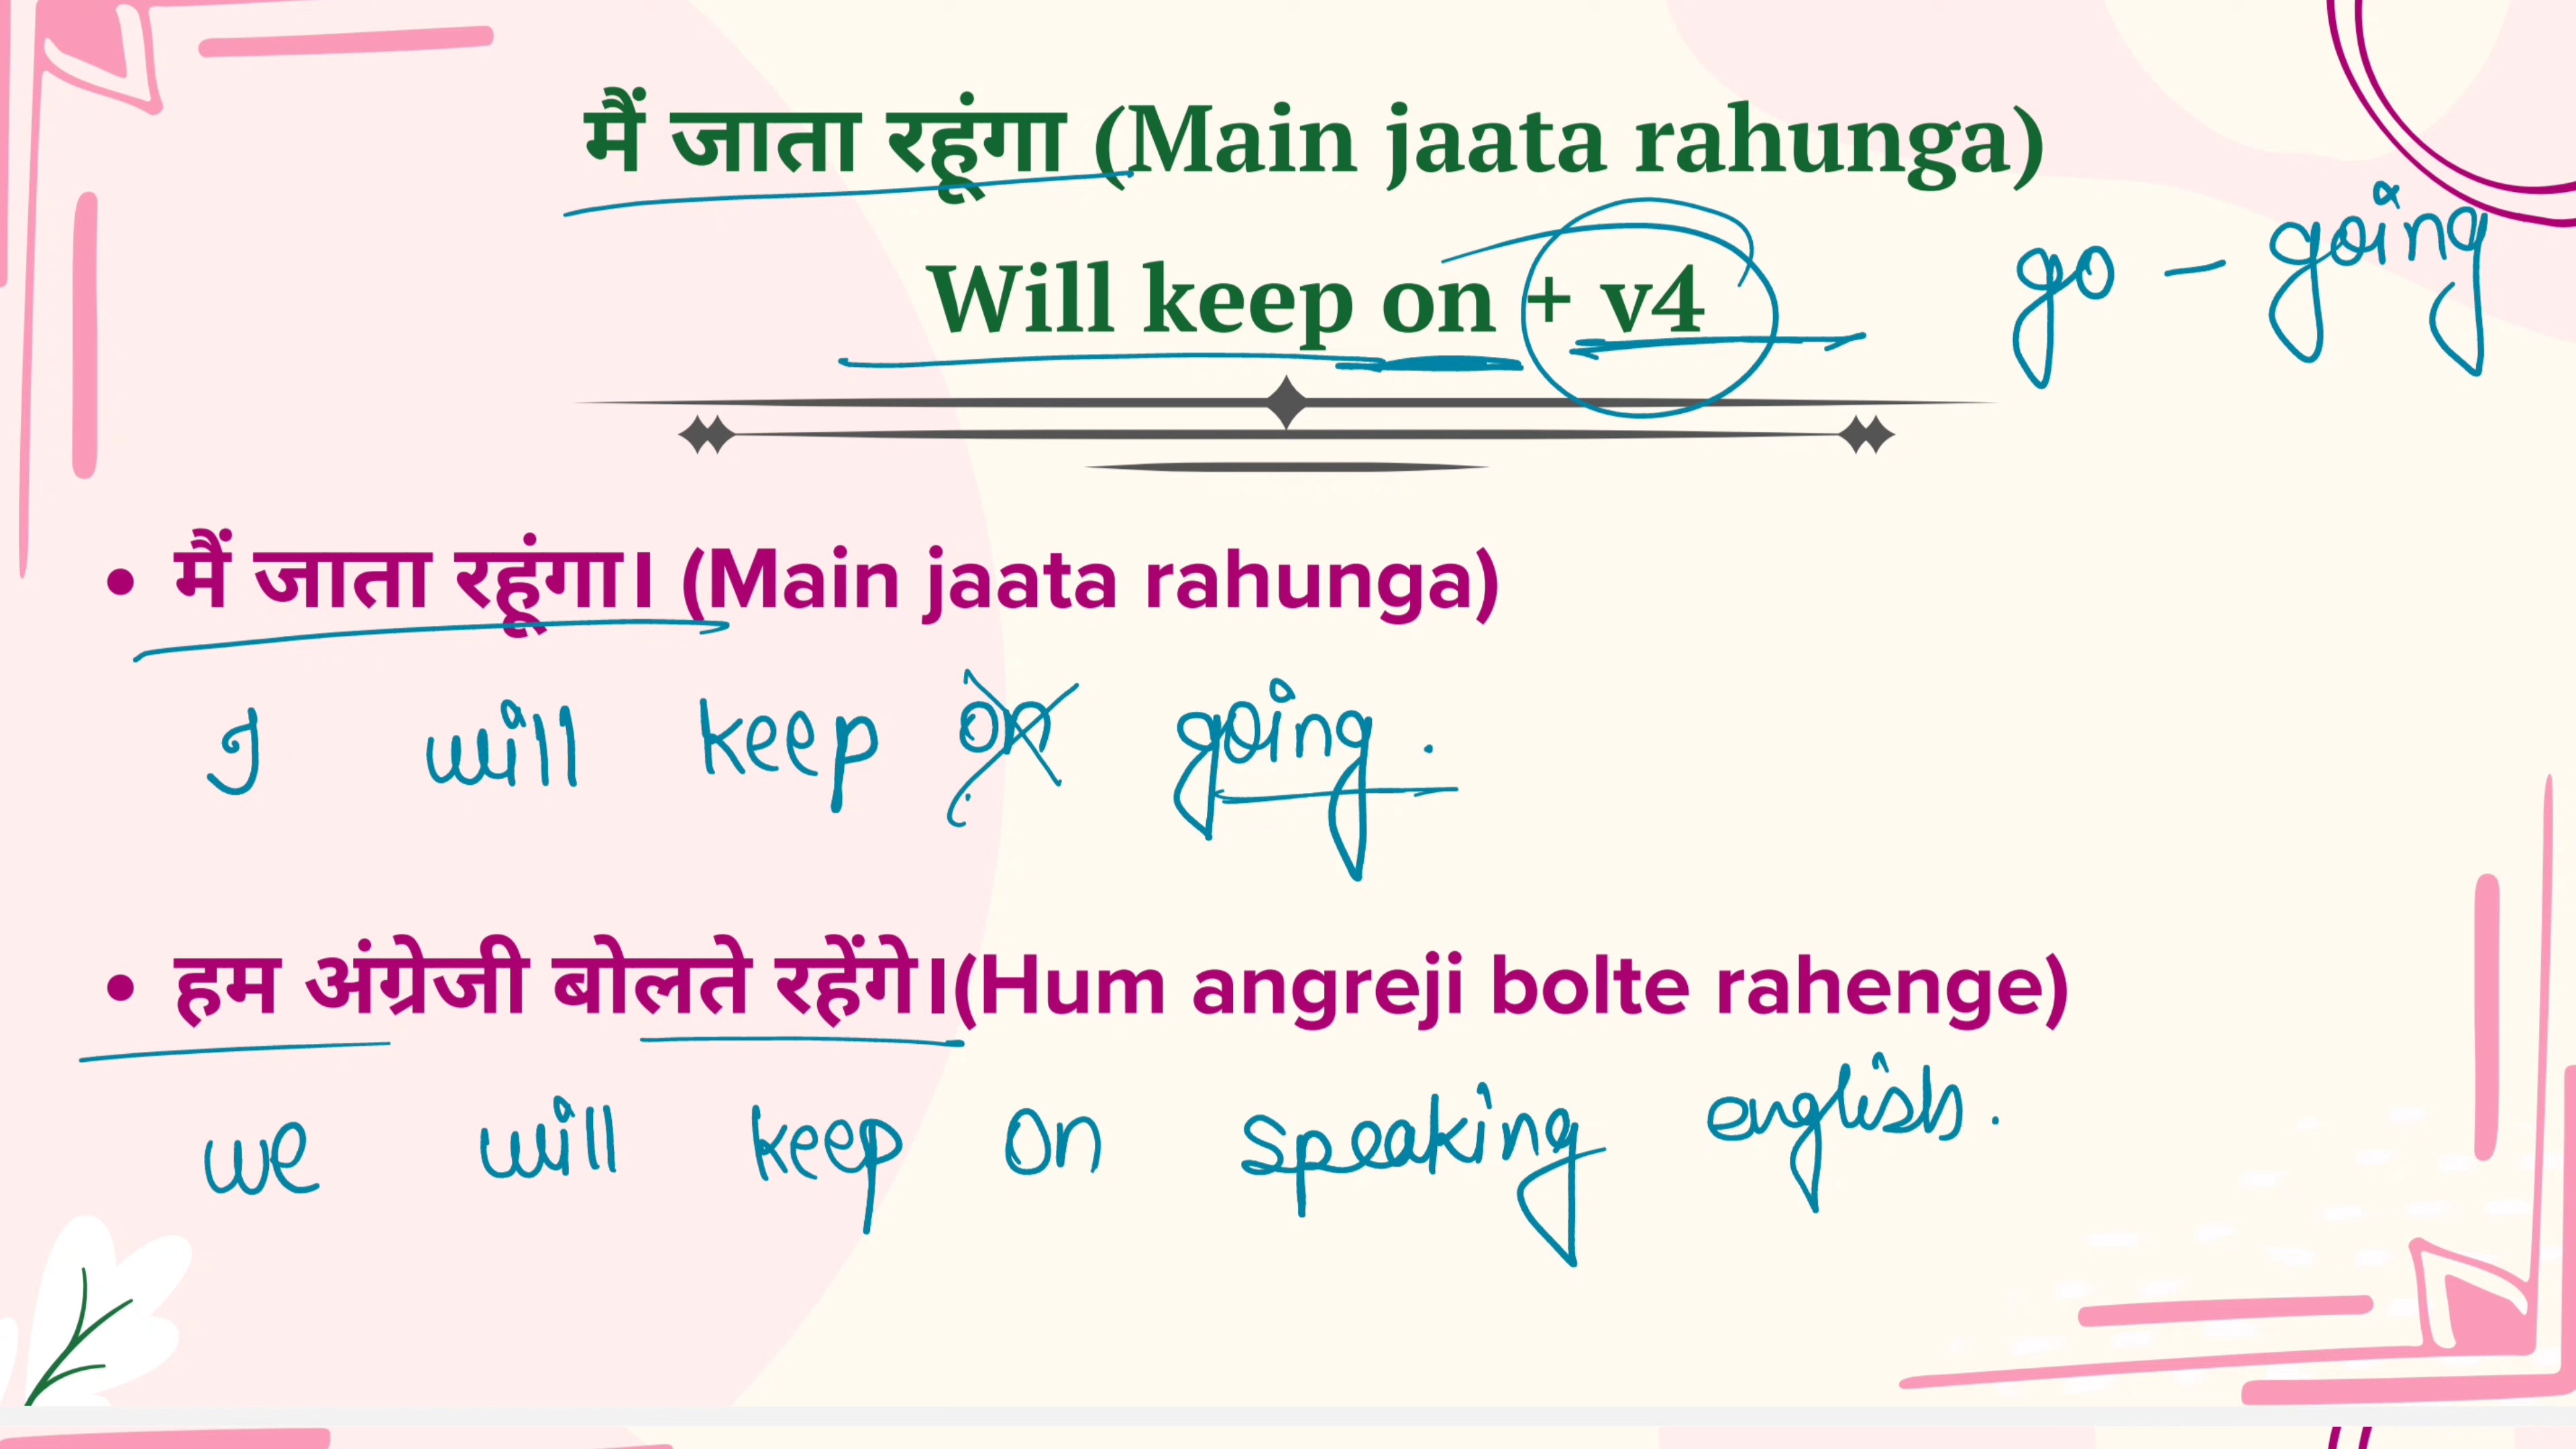 मैं जाता रहूंगा (Main jaata rahunga)
Will keep on + v4
go - going
• मैं जाता रहूंगा। (Main jaata rahunga)
I will keep on going.
• हम अंग्रेजी बोलते रहेंगे।(Hum angreji bolte rahenge)
we will keep on speaking english.